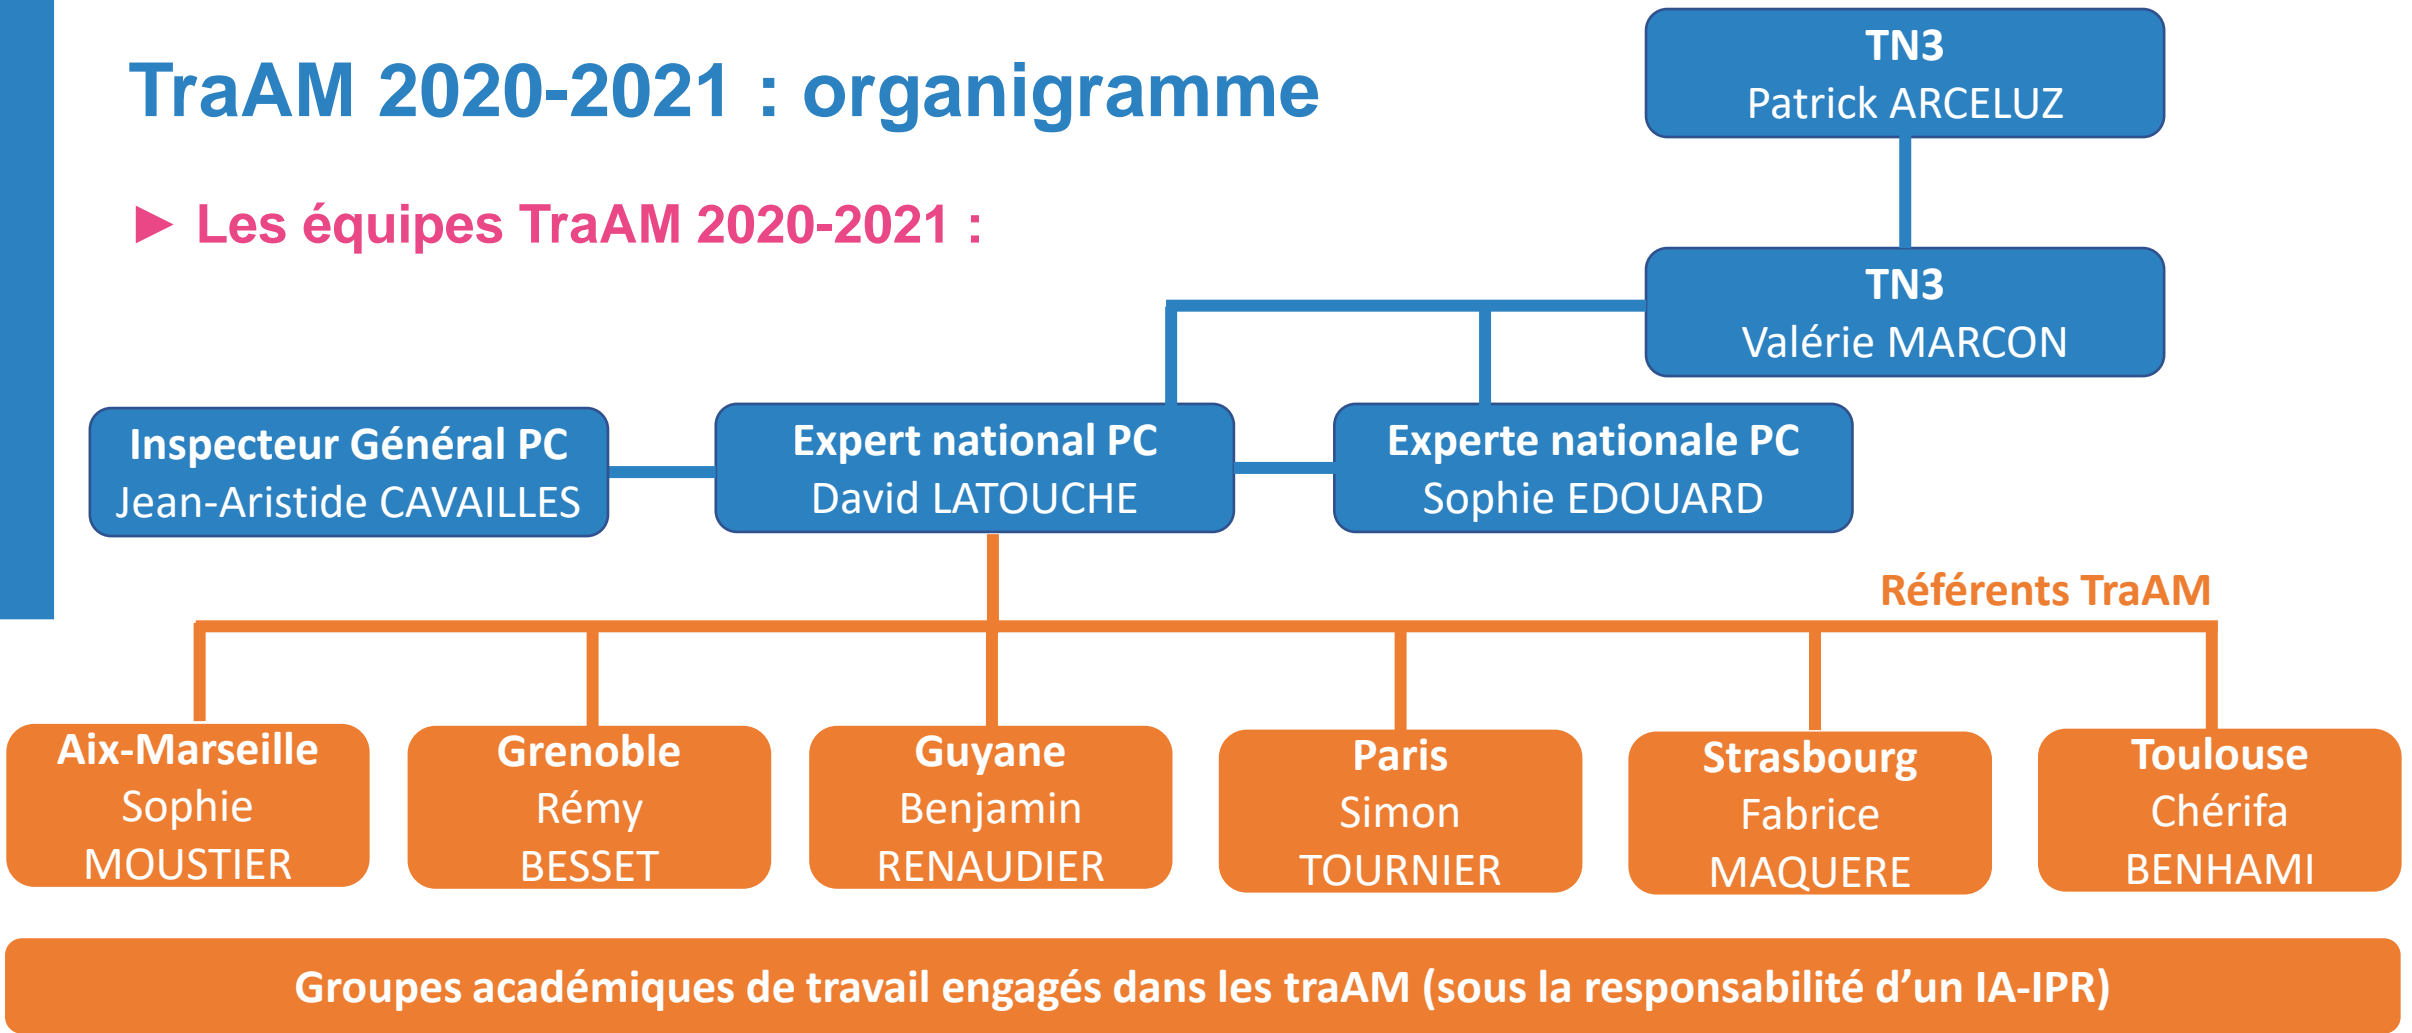 TraAM 2020-2021 : organigramme
► Les équipes TraAM 2020-2021 :
TN3
Patrick ARCELUZ
TN3
Valérie MARCON
Inspecteur Général PC
Jean-Aristide CAVAILLES
Expert national PC
David LATOUCHE
Experte nationale PC
Sophie EDOUARD
Référents TraAM
Aix-Marseille
Sophie
MOUSTIER
Grenoble
Rémy
BESSET
Guyane
Benjamin
RENAUDIER
Paris
Simon
TOURNIER
Strasbourg
Fabrice
MAQUERE
Toulouse
Chérifa
BENHAMI
Groupes académiques de travail engagés dans les traAM (sous la responsabilité d’un IA-IPR)